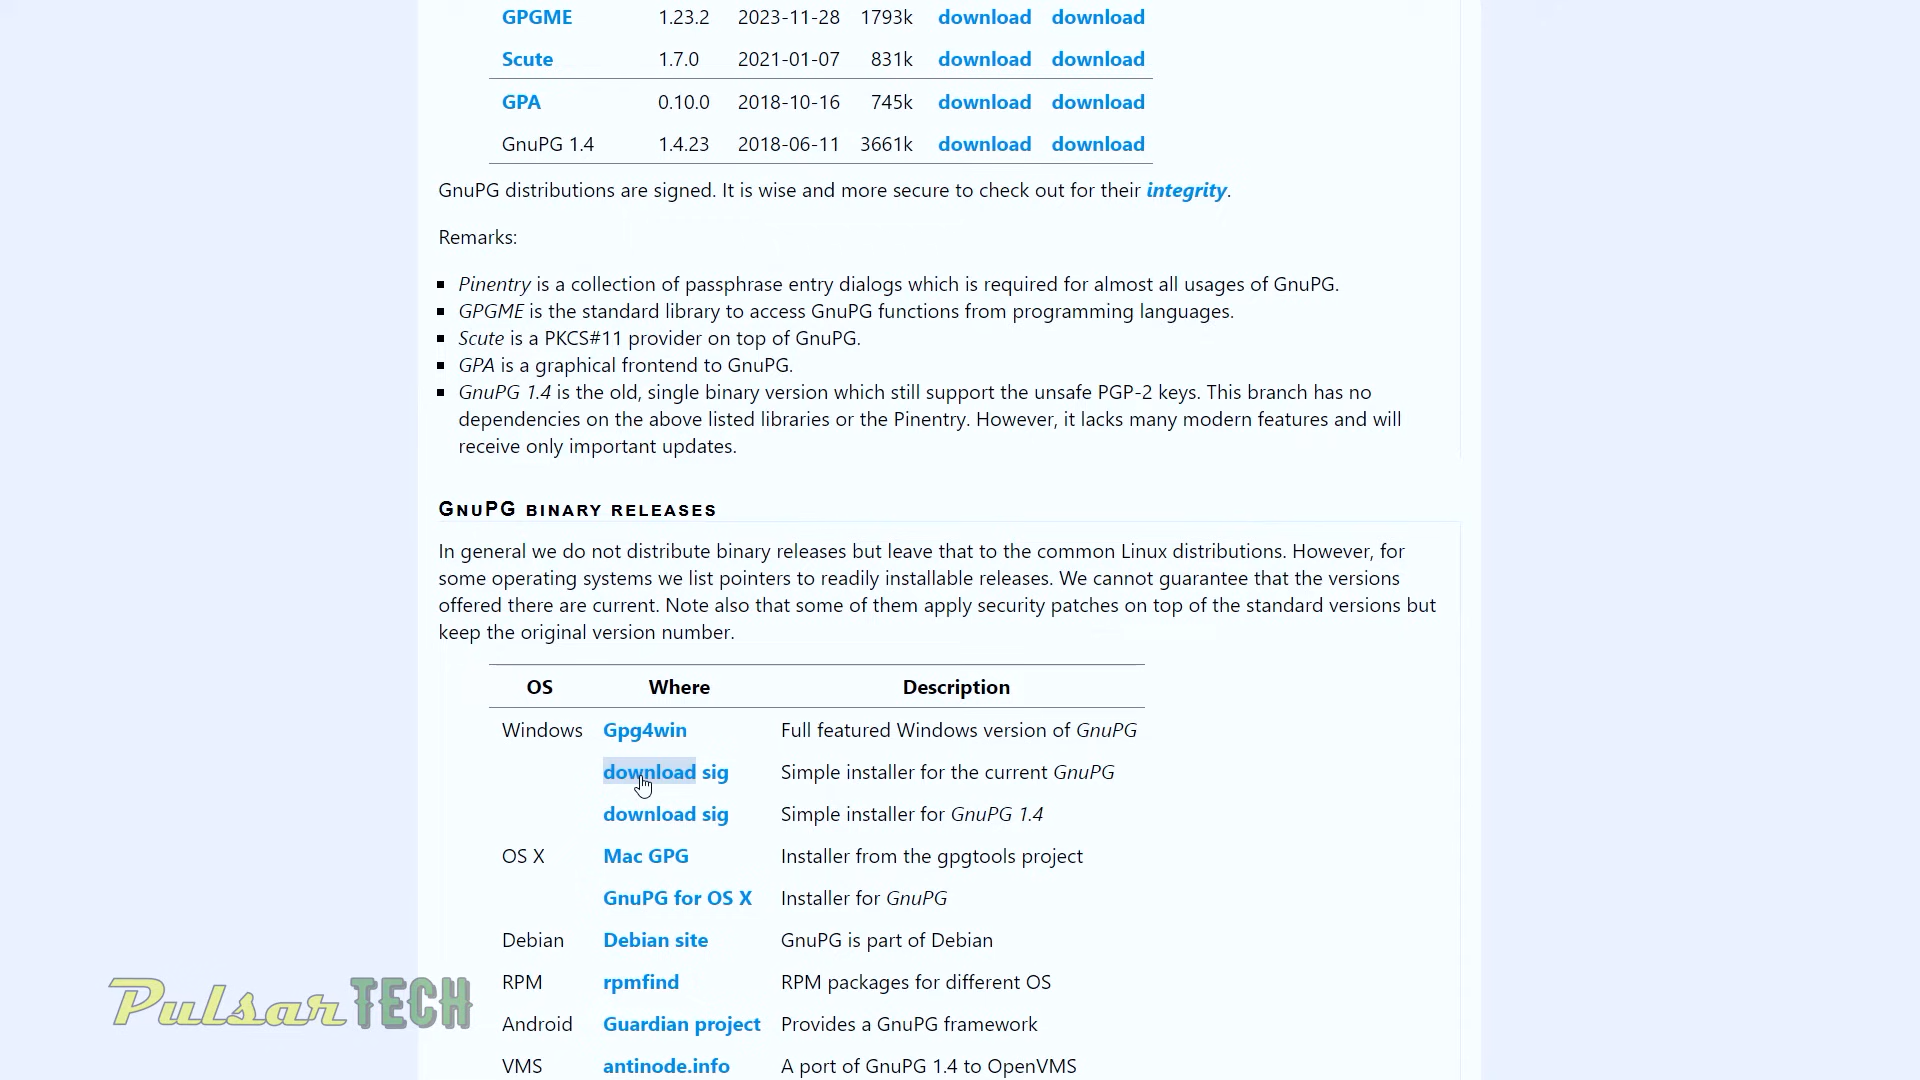 GPGME 1.23.2 2023-11-28 1793k download download
Scute 1.7.0 2021-01-07 831k download download
GPA 0.10.0 2018-10-16 745k download download
GnuPG 1.4 1.4.23 2018-06-11 3661k download download
GnuPG distributions are signed. It is wise and more secure to check out for their integrity.
Remarks:
▪ Pinentry is a collection of passphrase entry dialogs which is required for almost all usages of GnuPG.
▪ GPGME is the standard library to access GnuPG functions from programming languages.
▪ Scute is a PKCS#11 provider on top of GnuPG.
▪ GPA is a graphical frontend to GnuPG.
▪ GnuPG 1.4 is the old, single binary version which still support the unsafe PGP-2 keys. This branch has no
dependencies on the above listed libraries or the Pinentry. However, it lacks many modern features and will
receive only important updates.
GnuPG binary releases
In general we do not distribute binary releases but leave that to the common Linux distributions. However, for
some operating systems we list pointers to readily installable releases. We cannot guarantee that the versions
offered there are current. Note also that some of them apply security patches on top of the standard versions but
keep the original version number.
OS Where Description
Windows Gpg4win Full featured Windows version of GnuPG
download sig Simple installer for the current GnuPG
download sig Simple installer for GnuPG 1.4
OS X Mac GPG Installer from the gpgtools project
GnuPG for OS X Installer for GnuPG
Debian Debian site GnuPG is part of Debian
RPM rpmfind RPM packages for different OS
Android Guardian project Provides a GnuPG framework
VMS antinode.info A port of GnuPG 1.4 to OpenVMS
Pulsar TECH